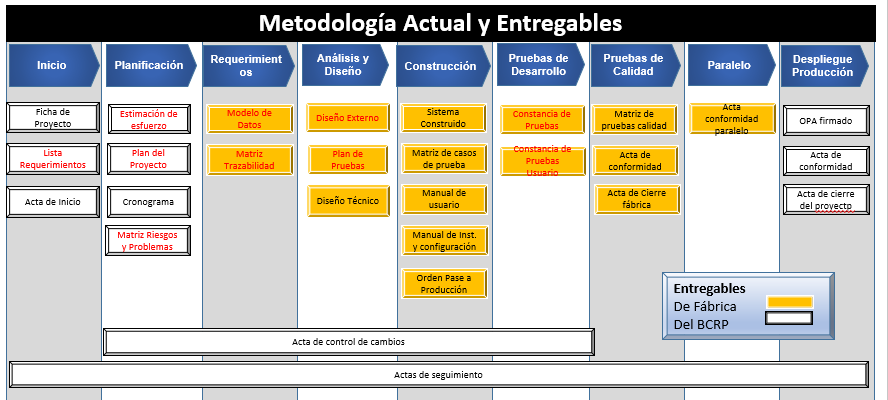 Metodología Actual y Entregables
Inicio
Planificación
Requerimient
os
Análisis y
Diseño
Construcción
Pruebas de
Desarrollo
Pruebas de
Calidad
Paralelo
Despliegue
Producción
Ficha de
Proyecto
Lista
Requerimientos
Acta de Inicio
Estimación de
esfuerzo
Plan del
Proyecto
Cronograma
Matriz Riesgos
y Problemas
Modelo de
Datos
Matriz
Trazabilidad
Diseño Externo
Plan de
Pruebas
Diseño Técnico
Sistema
Construido
Matriz de casos
de prueba
Manual de
usuario
Manual de Inst.
y configuración
Orden Pase a
Producción
Constancia de
Pruebas
Constancia de
Pruebas
Usuario
Matriz de
pruebas calidad
Acta de
conformidad
Acta de Cierre
fábrica
Acta
conformidad
paralelo
OPA firmado
Acta de
conformidad
Acta de cierre
del proyectp
Entregables
De Fábrica
Del BCRP
Acta de control de cambios
Actas de seguimiento